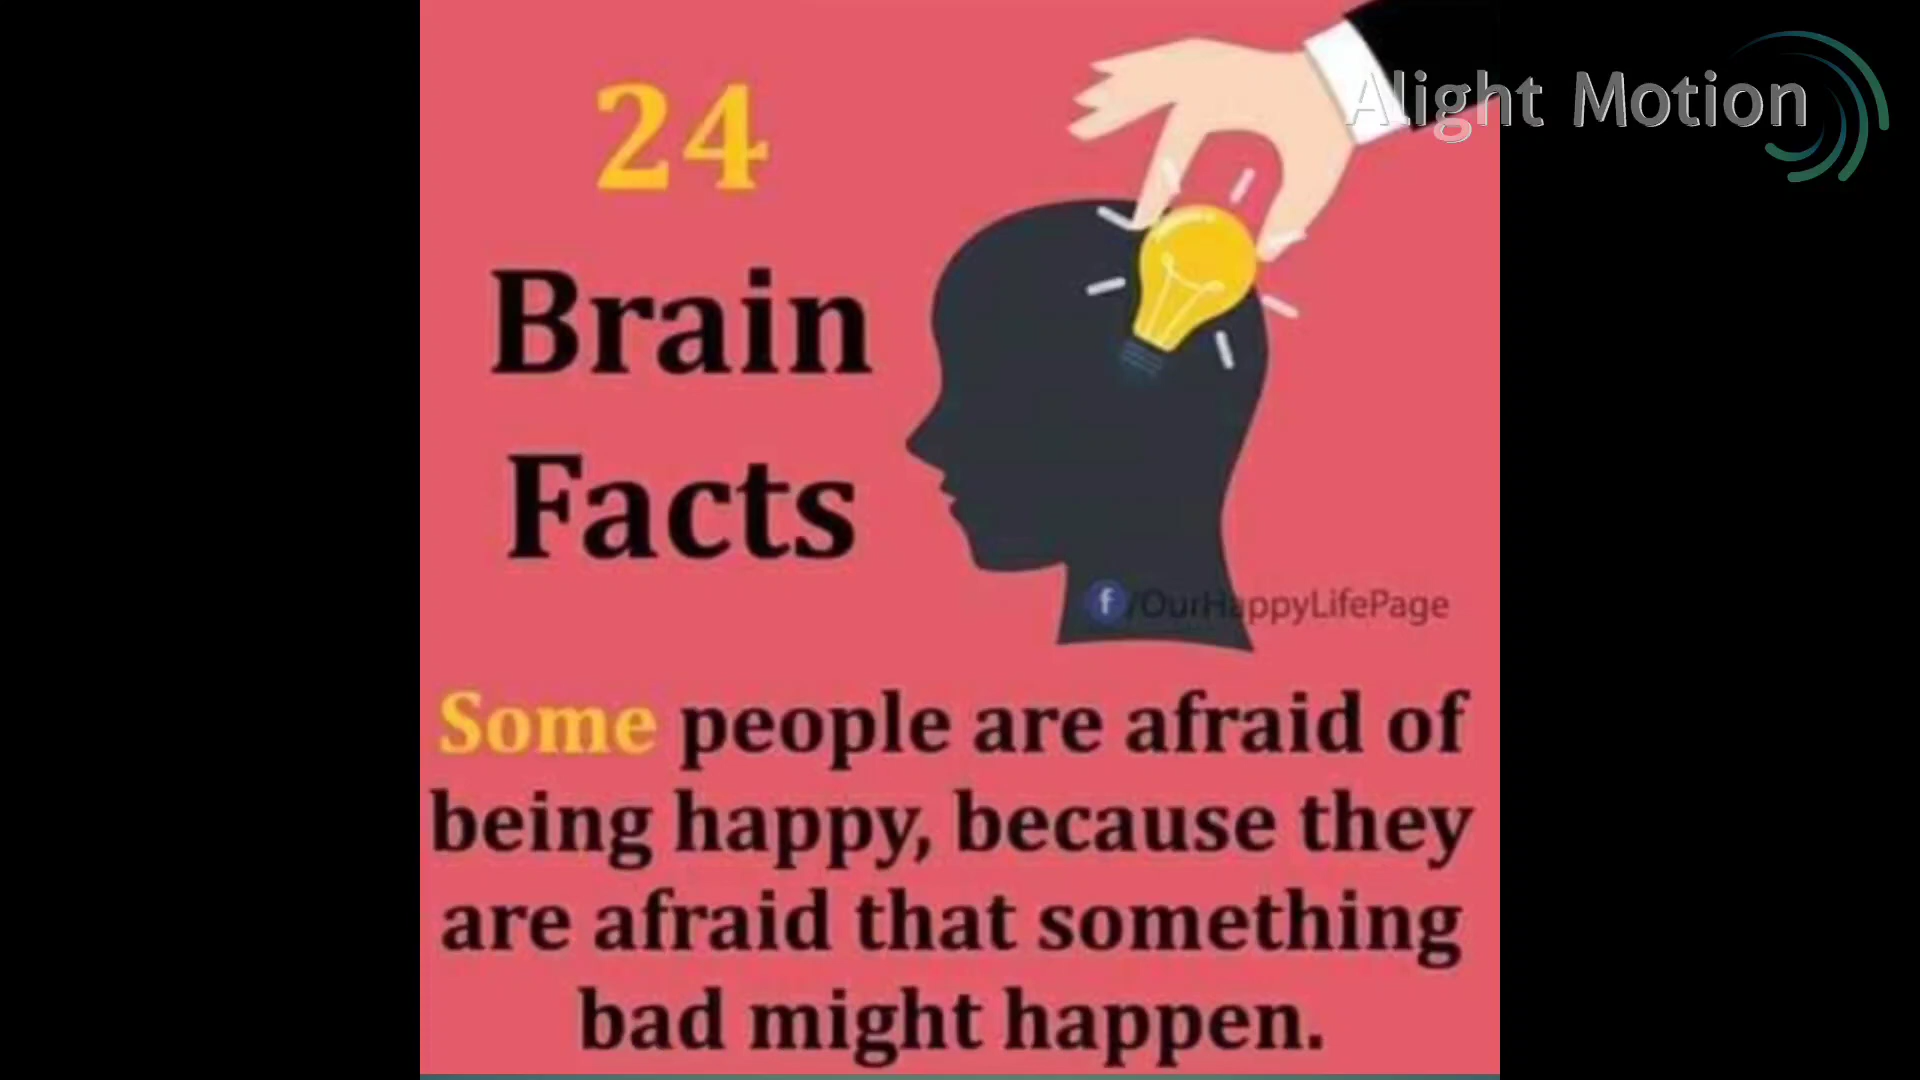 24
Brain
Facts
Alight Motion
f/OurHappyLifePage
Some people are afraid of
being happy, because they
are afraid that something
bad might happen.